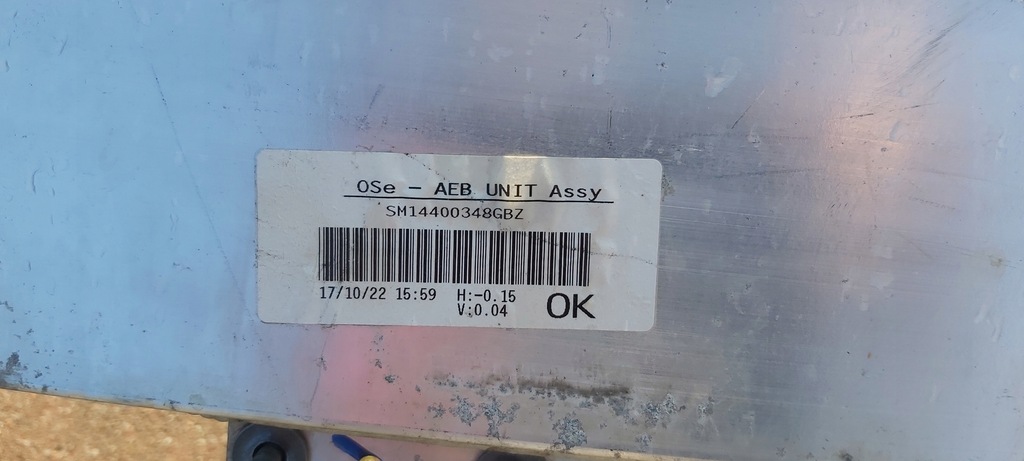 OSe - AEB UNIT Assy
SM14400348GBZ
17/10/22 15:59 H:-0.15
V:0.04
OK